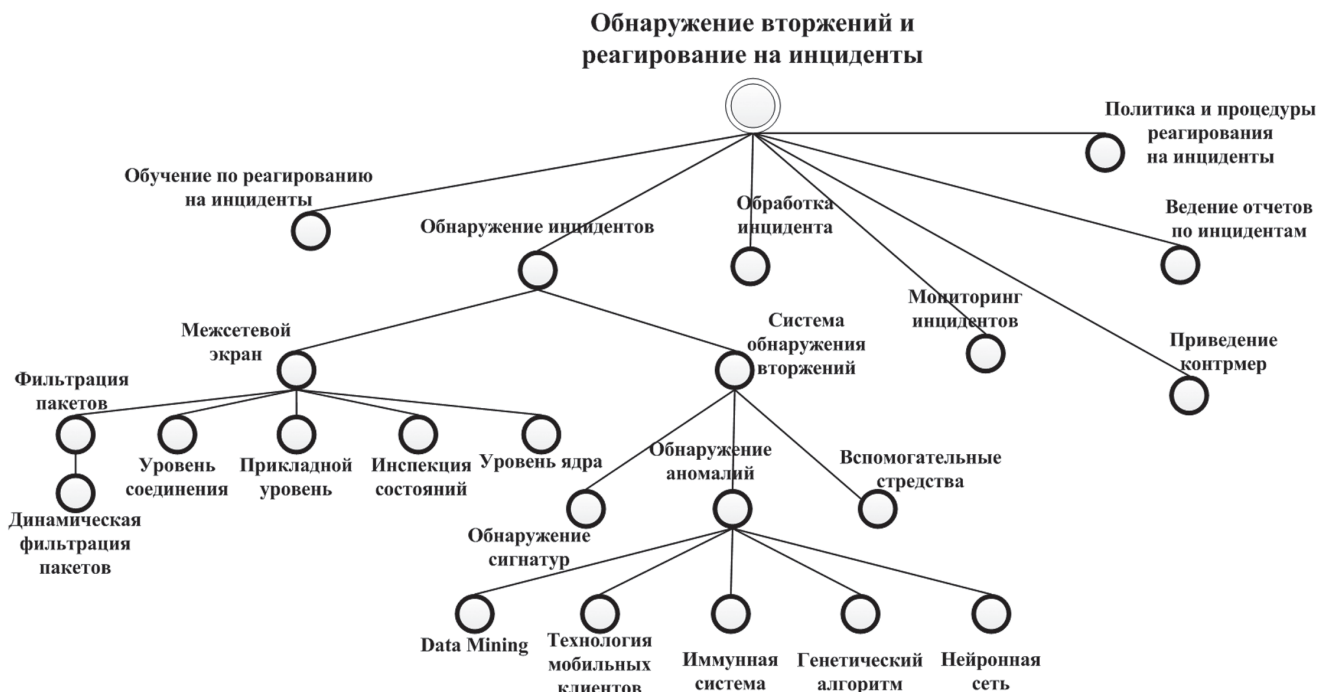 Обнаружение вторжений и
реагирование на инциденты
Политика и процедуры
реагирования
на инциденты
Обучение по реагированию
на инциденты
Обнаружение инцидентов
Обработка
инцидента
Ведение отчетов
по инцидентам
Мониторинг
инцидентов
Приведение
контрмер
Межсетевой
экран
Система
обнаружения
вторжений
Фильтрация
пакетов
Уровень
соединения
Прикладной
уровень
Инспекция
состояний
Уровень ядра
Динамическая
фильтрация
пакетов
Обнаружение
аномалий
Вспомогательные
стредства
Обнаружение
сигнатур
Data Mining
Технология
мобильных
клиентов
Иммунная
система
Генетический
алгоритм
Нейронная
сеть